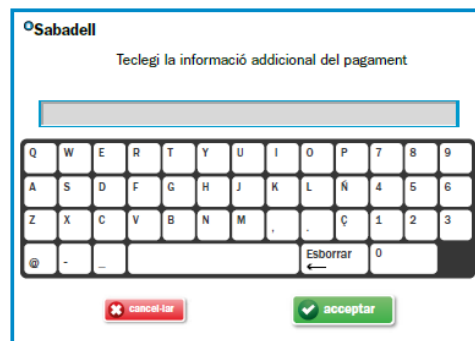 Sabadell
Teclegi la informació addicional del pagament
Q W E R T Y U I O P 7 8 9
A S D F G H J K L Ñ 4 5 6
Z X C V B N M , . Ç 1 2 3
@ - _ Esborrar 0
←
cancel·lar
acceptar